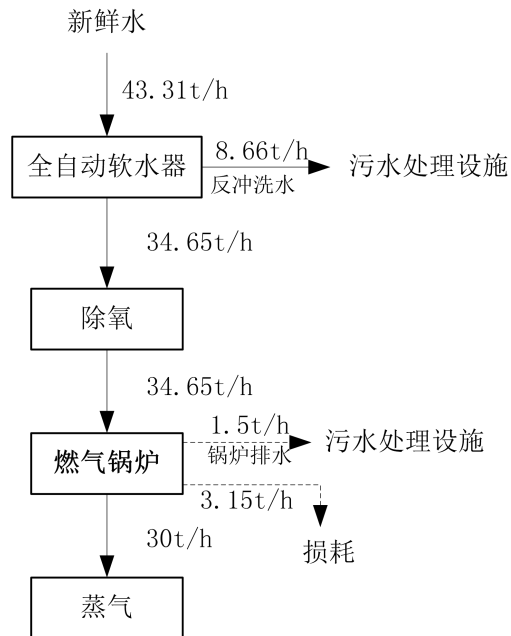 新鲜水
43.31t/h
全自动软水器
8.66t/h
反冲洗水
污水处理设施
34.65t/h
除氧
34.65t/h
燃气锅炉
1.5t/h
锅炉排水
污水处理设施
3.15t/h
损耗
30t/h
蒸气